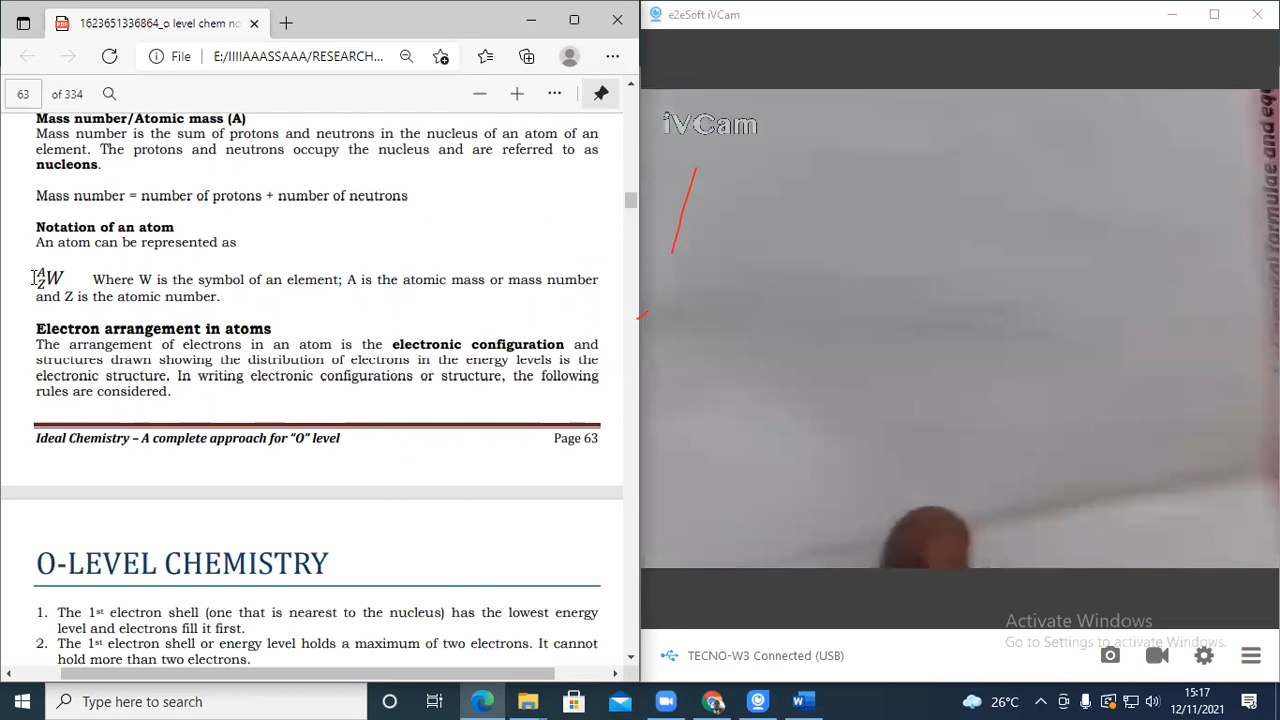 1623651336864_o level chem no
File
E:/IIIIAAASSAAA/RESEARCH...
63
of 334
Mass number/Atomic mass (A)
Mass number is the sum of protons and neutrons in the nucleus of an atom of an
element. The protons and neutrons occupy the nucleus and are referred to as
nucleons.
Mass number = number of protons + number of neutrons
Notation of an atom
An atom can be represented as
A
Z W Where W is the symbol of an element; A is the atomic mass or mass number
and Z is the atomic number.
Electron arrangement in atoms
The arrangement of electrons in an atom is the electronic configuration and
structures drawn showing the distribution of electrons in the energy levels is the
electronic structure. In writing electronic configurations or structure, the following
rules are considered.
Ideal Chemistry – A complete approach for "O" level Page 63
O-LEVEL CHEMISTRY
1. The 1st electron shell (one that is nearest to the nucleus) has the lowest energy
level and electrons fill it first.
2. The 1st electron shell or energy level holds a maximum of two electrons. It cannot
hold more than two electrons.
e2eSoft iVCam
iVCam
formulae and equ
Activate Windows
Go to Settings to activate Windows.
TECNO-W3 Connected (USB)
Type here to search
26°C
15:17
12/11/2021